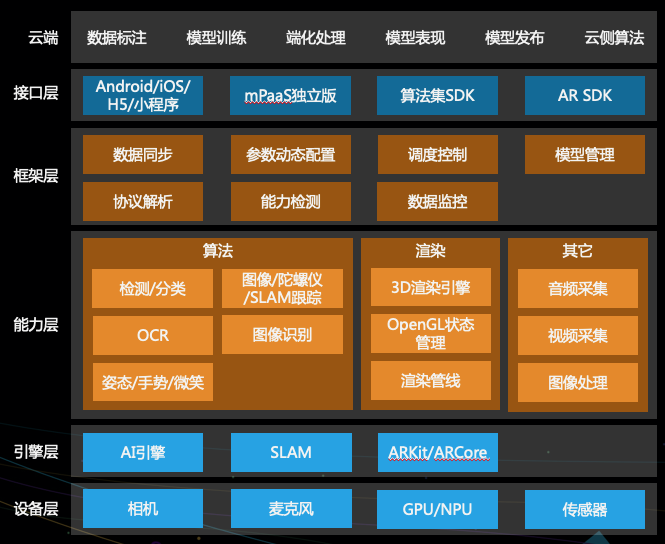 云端 数据标注 模型训练 端化处理 模型表现 模型发布 云侧算法
接口层
Android/iOS/
H5/小程序
mPaaS独立版
算法集SDK
AR SDK
框架层
数据同步 参数动态配置 调度控制 模型管理
协议解析 能力检测 数据监控
能力层
算法
检测/分类
图像/陀螺仪
/SLAM跟踪
OCR
图像识别
姿态/手势/微笑
渲染
3D渲染引擎
OpenGL状态
管理
渲染管线
其它
音频采集
视频采集
图像处理
引擎层 AI引擎 SLAM ARKit/ARCore
设备层 相机 麦克风 GPU/NPU 传感器